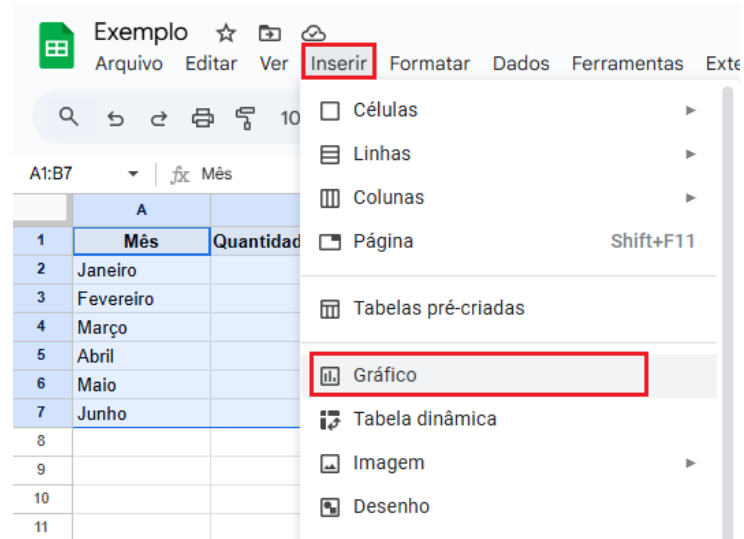 Exemplo
Arquivo Editar Ver Inserir Formatar Dados Ferramentas
10
A1:B7 fx Mês
A
1 Mês
2 Janeiro
3 Fevereiro
4 Março
5 Abril
6 Maio
7 Junho
8
9
10
11
Células
Linhas
Colunas
Página Shift+F11
Tabelas pré-criadas
Gráfico
Tabela dinâmica
Imagem
Desenho